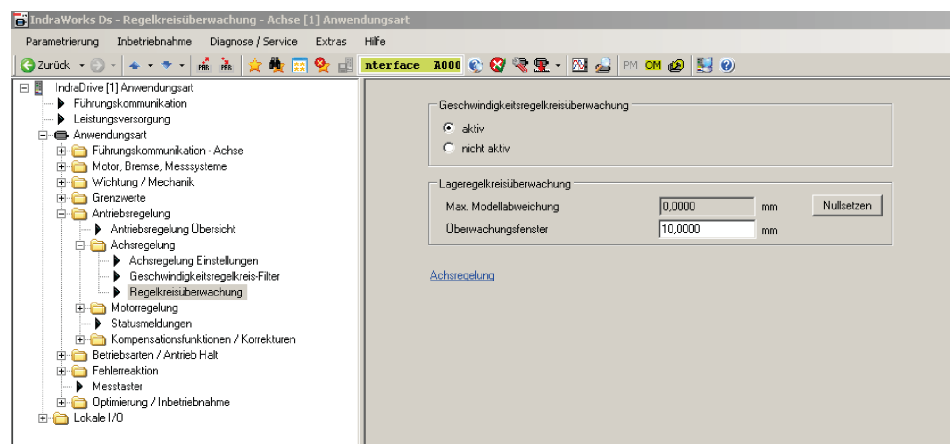 IndraWorks Ds - Regelkreisüberwachung - Achse [1] Anwendungsart
Parametrierung Inbetriebnahme Diagnose / Service Extras Hilfe
Zurück PAR PAR nterface A000 PM OM
IndraDrive [1] Anwendungsart
Führungskommunikation
Leistungsversorgung
Anwendungsart
Führungskommunikation - Achse
Motor, Bremse, Messsysteme
Wichtung / Mechanik
Grenzwerte
Antriebsregelung
Antriebsregelung Übersicht
Achsregelung
Achsregelung Einstellungen
Geschwindigkeitsregelkreis-Filter
Regelkreisüberwachung
Motorregelung
Statusmeldungen
Kompensationsfunktionen / Korrekturen
Betriebsarten / Antrieb Halt
Fehlerreaktion
Messtaster
Optimierung / Inbetriebnahme
Lokale I/O
Geschwindigkeitsregelkreisüberwachung
aktiv
nicht aktiv
Lageregelkreisüberwachung
Max. Modellabweichung 0,0000 mm Nullsetzen
Überwachungsfenster 10,0000 mm
Achsregelung